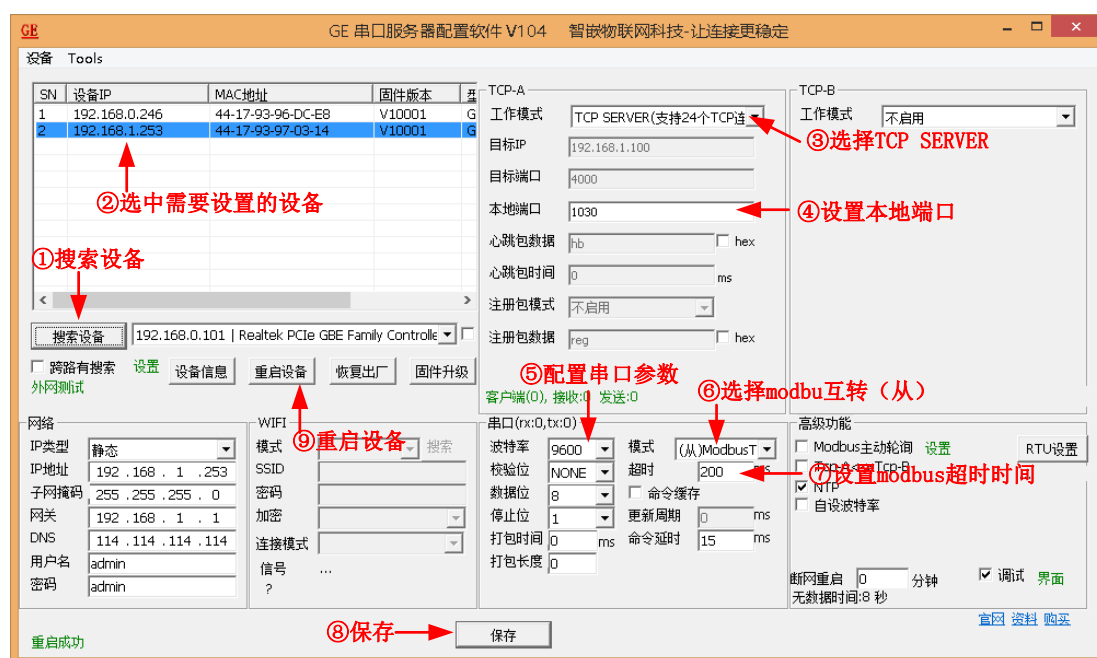 GE
GE 串口服务器配置软件 V104 智嵌物联网科技-让连接更稳定
设备 Tools
SN 设备IP MAC地址 固件版本 型
1 192.168.0.246 44-17-93-96-DC-E8 V10001 G
2 192.168.1.253 44-17-93-97-03-14 V10001 G
②选中需要设置的设备
①搜索设备
搜索设备 192.168.0.101 | Realtek PCIe GBE Family Controlle
跨路有搜索 设置 设备信息 重启设备 恢复出厂 固件升级
外网测试
⑨重启设备
TCP-A
工作模式 TCP SERVER(支持24个TCP连
目标IP 192.168.1.100
目标端口 4000
本地端口 1030
心跳包数据 hb hex
心跳包时间 0 ms
注册包模式 不启用
注册包数据 reg hex
⑤配置串口参数
客户端(0), 接收:0 发送:0
TCP-B
工作模式 不启用
③选择TCP SERVER
④设置本地端口
⑥选择modbu互转（从）
网络
IP类型 静态
IP地址 192 . 168 . 1 . 253
子网掩码 255 . 255 . 255 . 0
网关 192 . 168 . 1 . 1
DNS 114 . 114 . 114 . 114
用户名 admin
密码 admin
WIFI
模式 搜索
SSID
密码
加密
连接模式
信号 ...
?
串口(rx:0,tx:0)
波特率 9600 模式 (从)ModbusT
校验位 NONE 超时 200 ms
数据位 8 命令缓存
停止位 1 更新周期 0 ms
打包时间 0 ms 命令延时 15 ms
打包长度 0
高级功能
Modbus主动轮询 设置 RTU设置
⑦设置modbus超时时间
NTP
自设波特率
断网重启 0 分钟 调试 界面
无数据时间:8 秒
官网 资料 购买
⑧保存 保存
重启成功